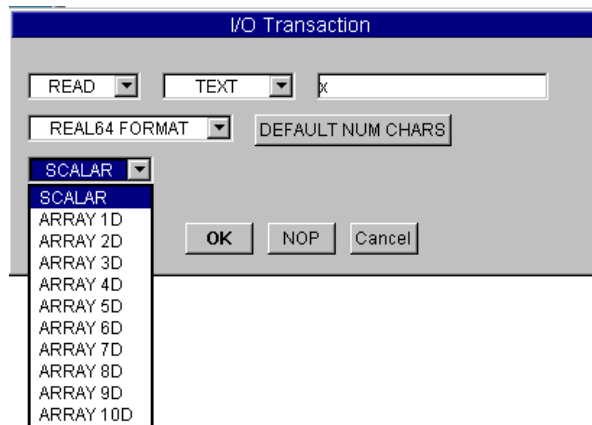 I/O Transaction
READ TEXT x
REAL64 FORMAT DEFAULT NUM CHARS
SCALAR
SCALAR
ARRAY 1D
ARRAY 2D
OK NOP Cancel
ARRAY 3D
ARRAY 4D
ARRAY 5D
ARRAY 6D
ARRAY 7D
ARRAY 8D
ARRAY 9D
ARRAY 10D